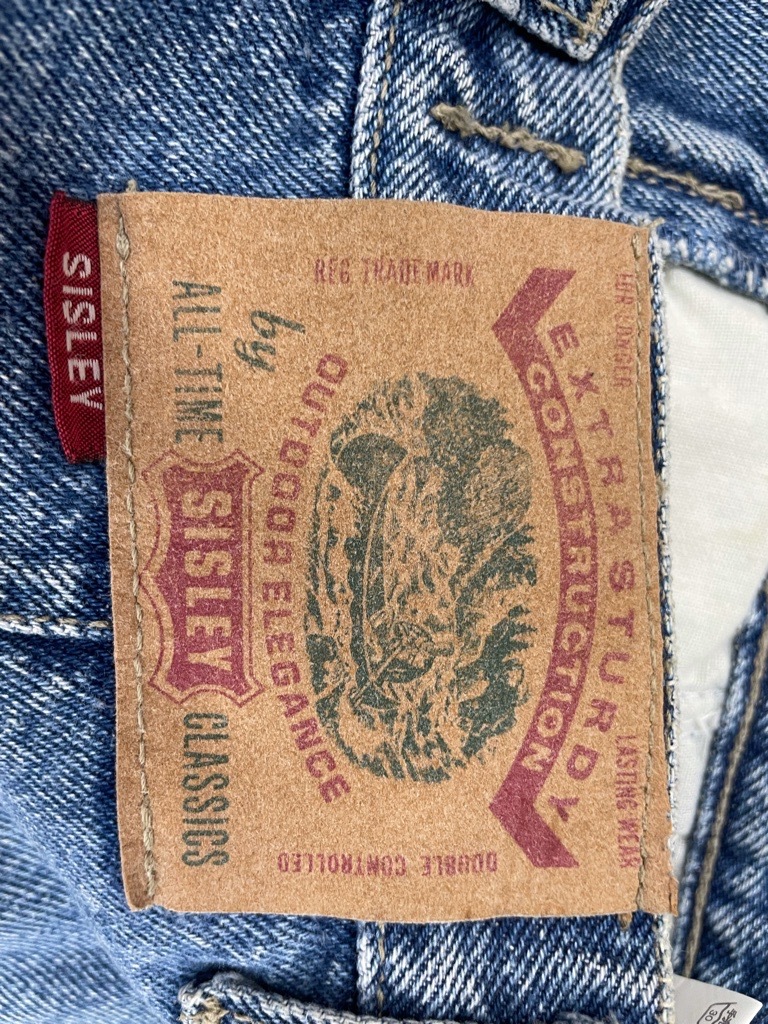 FOR LONGER
LASTING WEAR
EXTRA STURDY
CONSTRUCTION
REG TRADE MARK
DOUBLE CONTROLLED
OUTDOOR ELEGANCE
by
ALL-TIME
SISLEY
CLASSICS
SISLEY
30